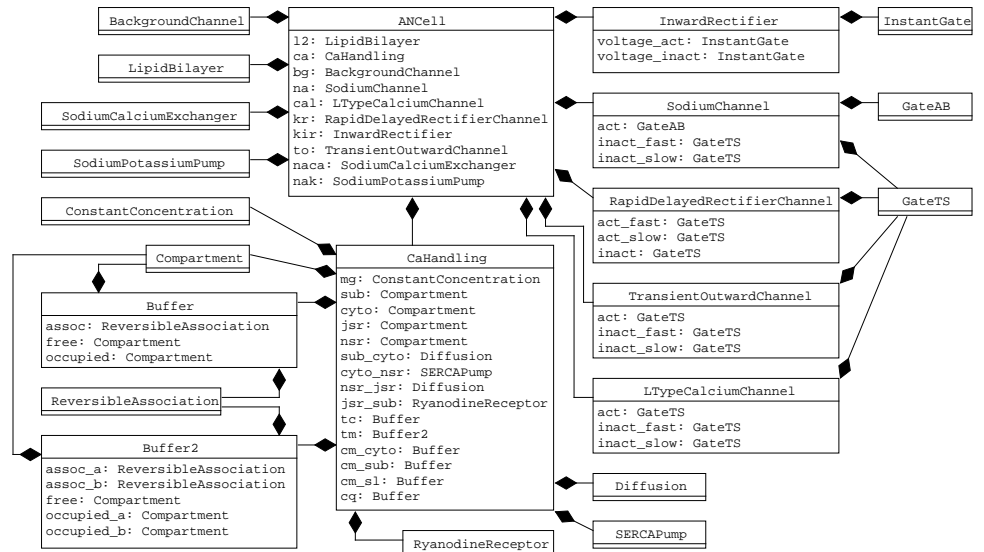 BackgroundChannel
LipidBilayer
SodiumCalciumExchanger
SodiumPotassiumPump
ANCell
l2: LipidBilayer
ca: CaHandling
bg: BackgroundChannel
na: SodiumChannel
cal: LTypeCalciumChannel
kr: RapidDelayedRectifierChannel
kir: InwardRectifier
to: TransientOutwardChannel
naca: SodiumCalciumExchanger
nak: SodiumPotassiumPump
InwardRectifier
voltage_act: InstantGate
voltage_inact: InstantGate
InstantGate
SodiumChannel
act: GateAB
inact_fast: GateTS
inact_slow: GateTS
GateAB
RapidDelayedRectifierChannel
act_fast: GateTS
act_slow: GateTS
inact: GateTS
GateTS
TransientOutwardChannel
act: GateTS
inact_fast: GateTS
inact_slow: GateTS
LTypeCalciumChannel
act: GateTS
inact_fast: GateTS
inact_slow: GateTS
ConstantConcentration
Compartment
Buffer
assoc: ReversibleAssociation
free: Compartment
occupied: Compartment
ReversibleAssociation
Buffer2
assoc_a: ReversibleAssociation
assoc_b: ReversibleAssociation
free: Compartment
occupied_a: Compartment
occupied_b: Compartment
CaHandling
mg: ConstantConcentration
sub: Compartment
cyto: Compartment
jsr: Compartment
nsr: Compartment
sub_cyto: Diffusion
cyto_nsr: SERCAPump
nsr_jsr: Diffusion
jsr_sub: RyanodineReceptor
tc: Buffer
tm: Buffer2
cm_cyto: Buffer
cm_sub: Buffer
cm_sl: Buffer
cq: Buffer
Diffusion
SERCAPump
RyanodineReceptor